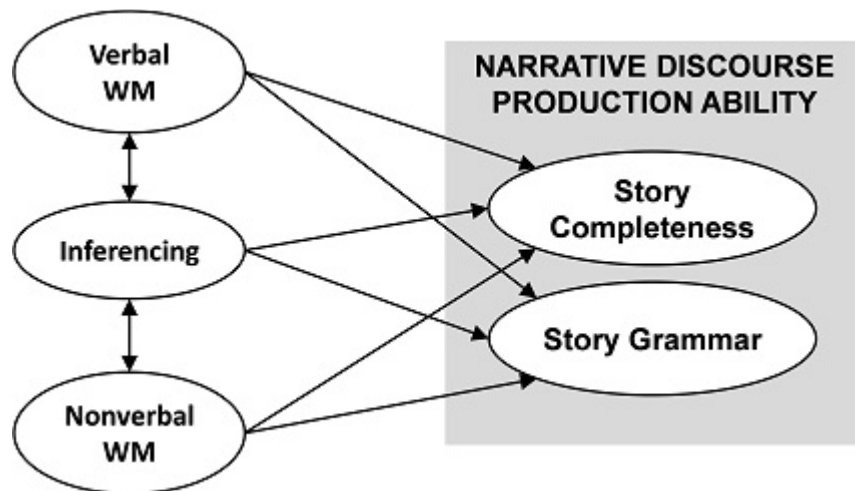 Verbal
WM
Inferencing
Nonverbal
WM
NARRATIVE DISCOURSE
PRODUCTION ABILITY
Story
Completeness
Story Grammar